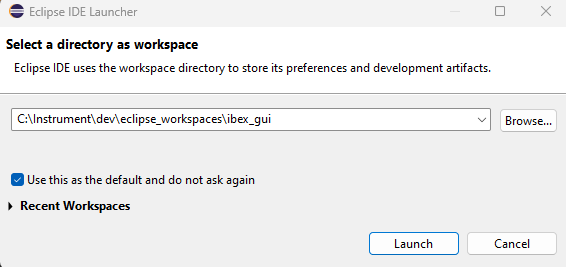 Eclipse IDE Launcher
Select a directory as workspace
Eclipse IDE uses the workspace directory to store its preferences and development artifacts.
C:\Instrument\dev\eclipse_workspaces\ibex_gui
Browse...
Use this as the default and do not ask again
Recent Workspaces
Launch
Cancel